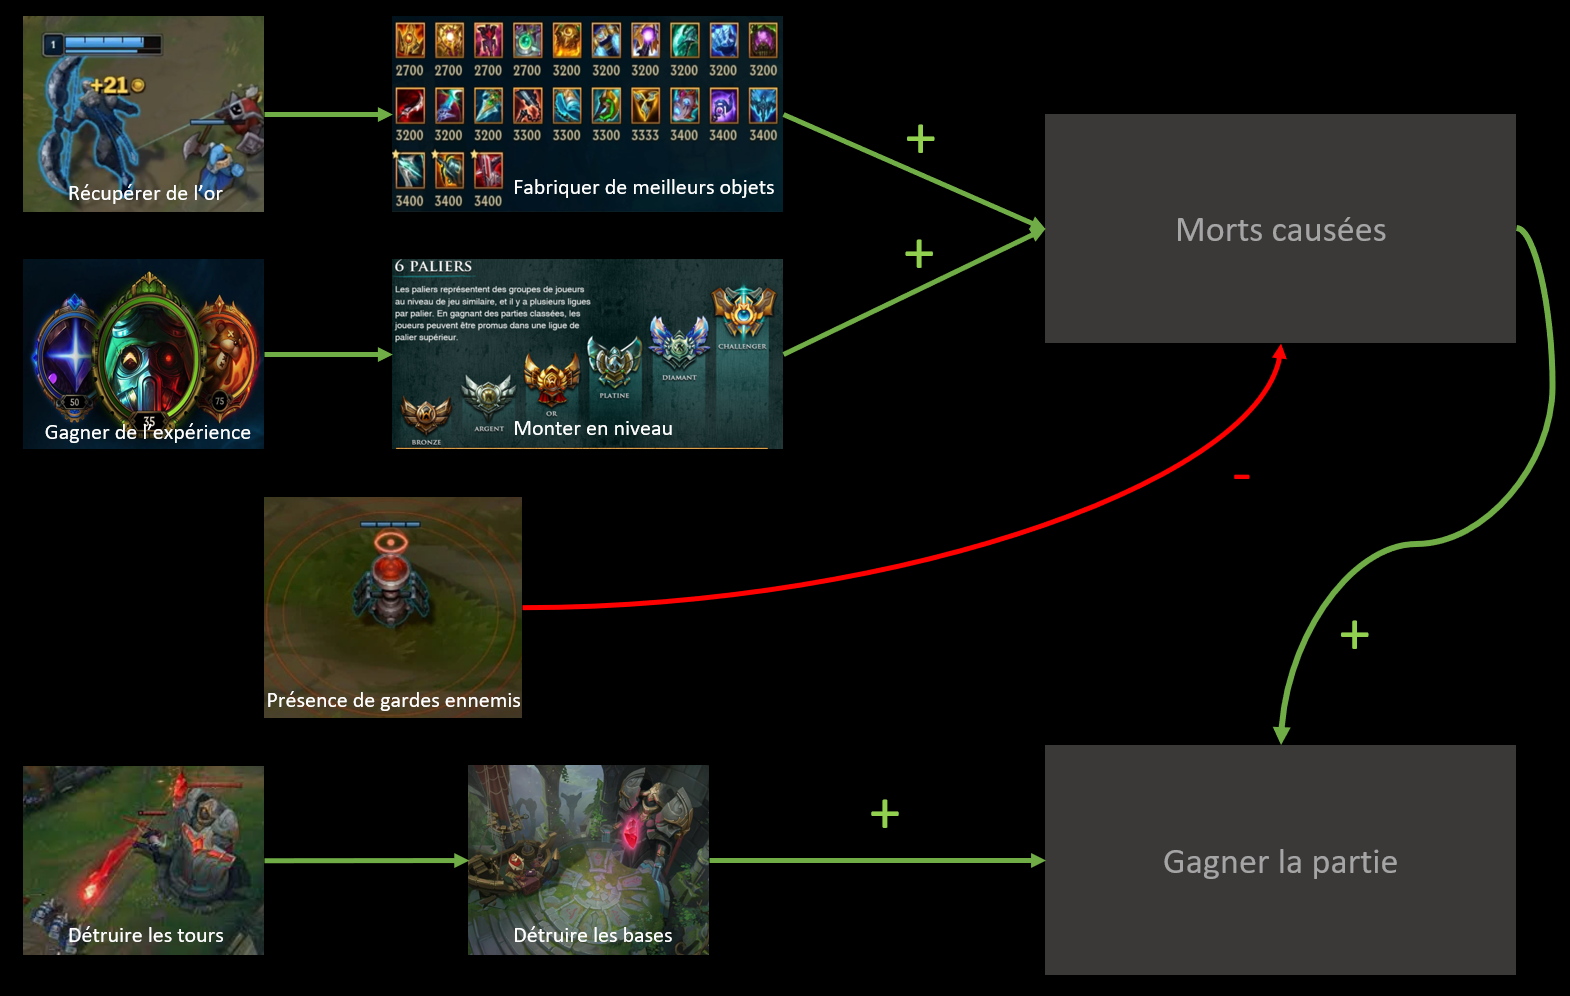 1
+21
Récupérer de l'or
2700 2700 2700 2700 3200 3200 3200 3200 3200 3200
3200 3200 3200 3300 3300 3300 3333 3400 3400 3400
3400 3400 3400
Fabriquer de meilleurs objets
+
Morts causées
50
35
75
Gagner de l'expérience
6 PALIERS
Les paliers représentent des groupes de joueurs
au niveau de jeu similaire, et il y a plusieurs ligues
par palier. En gagnant des parties classées, les
joueurs peuvent être promus dans une ligue de
palier supérieur.
BRONZE
ARGENT
OR
PLATINE
DIAMANT
CHALLENGER
Monter en niveau
+
-
Présence de gardes ennemis
+
Détruire les tours
Détruire les bases
+
Gagner la partie